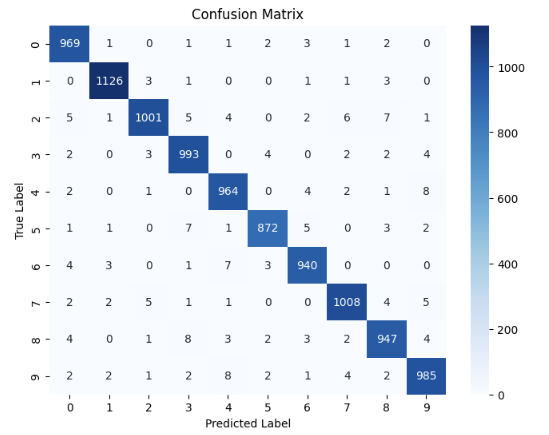 Confusion Matrix
True Label
0 969 1 0 1 1 2 3 1 2 0
1 0 1126 3 1 0 0 1 1 3 0
2 5 1 1001 5 4 0 2 6 7 1
3 2 0 3 993 0 4 0 2 2 4
4 2 0 1 0 964 0 4 2 1 8
5 1 1 0 7 1 872 5 0 3 2
6 4 3 0 1 7 3 940 0 0 0
7 2 2 5 1 1 0 0 1008 4 5
8 4 0 1 8 3 2 3 2 947 4
9 2 2 1 2 8 2 1 4 2 985
0 1 2 3 4 5 6 7 8 9
Predicted Label
1000
800
600
400
200
0